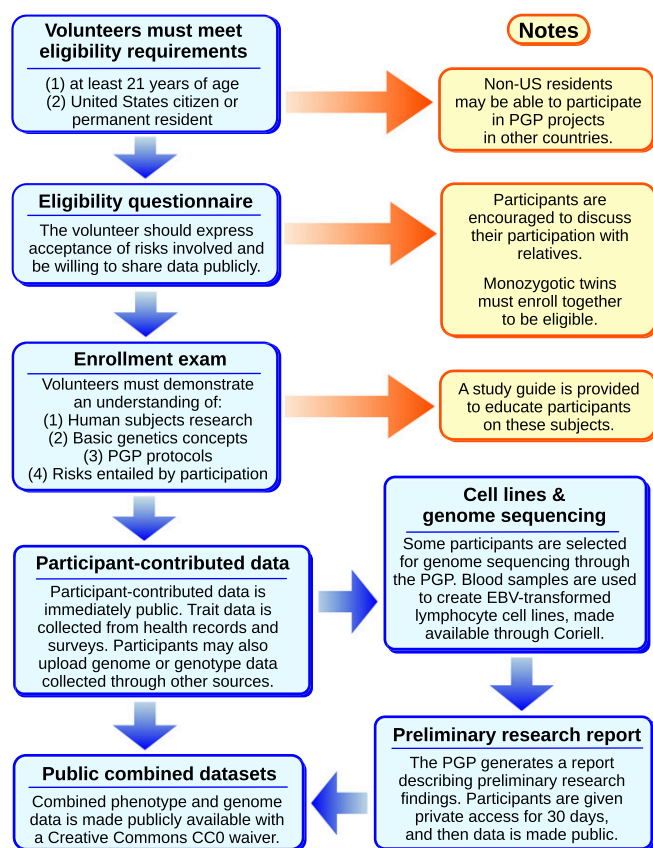 Volunteers must meet
eligibility requirements
(1) at least 21 years of age
(2) United States citizen or
permanent resident
Notes
Non-US residents
may be able to participate
in PGP projects
in other countries.
Eligibility questionnaire
The volunteer should express
acceptance of risks involved and
be willing to share data publicly.
Participants are
encouraged to discuss
their participation with
relatives.
Monozygotic twins
must enroll together
to be eligible.
Enrollment exam
Volunteers must demonstrate
an understanding of:
(1) Human subjects research
(2) Basic genetics concepts
(3) PGP protocols
(4) Risks entailed by participation
A study guide is provided
to educate participants
on these subjects.
Participant-contributed data
Participant-contributed data is
immediately public. Trait data is
collected from health records and
surveys. Participants may also
upload genome or genotype data
collected through other sources.
Cell lines &
genome sequencing
Some participants are selected
for genome sequencing through
the PGP. Blood samples are used
to create EBV-transformed
lymphocyte cell lines, made
available through Coriell.
Preliminary research report
The PGP generates a report
describing preliminary research
findings. Participants are given
private access for 30 days,
and then data is made public.
Public combined datasets
Combined phenotype and genome
data is made publicly available with
a Creative Commons CC0 waiver.